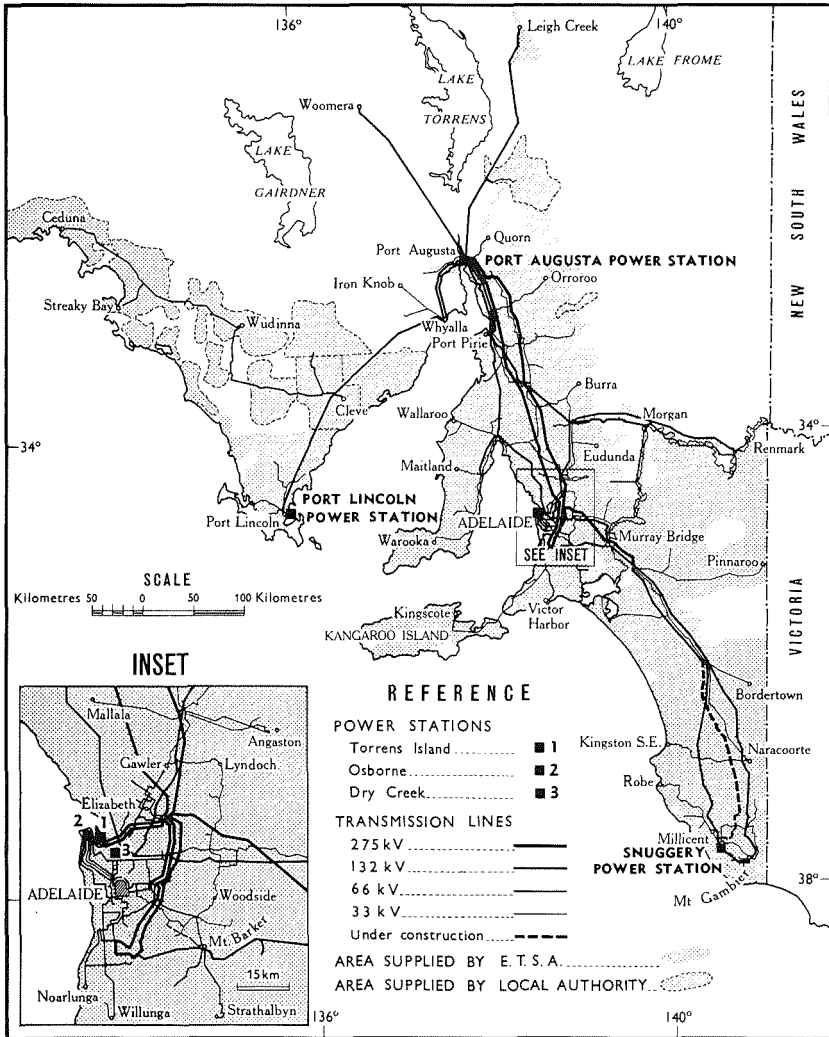 136°
140°
Leigh Creek
LAKE FROME
LAKE
TORRENS
Woomera
LAKE
GAIRDNER
NEW SOUTH WALES
Ceduna
Quorn
Port Augusta
PORT AUGUSTA POWER STATION
Iron Knob
Orroroo
Streaky Bay
Wudinna
Whyalla
Port Pirie
Burra
Cleve
Wallaroo
Morgan
34°
34°
Renmark
Eudunda
Maitland
PORT LINCOLN
POWER STATION
Port Lincoln
ADELAIDE
Murray Bridge
Warooka
SEE INSET
Pinnaroo
SCALE
Kilometres 50 0 50 100 Kilometres
Kingscote
KANGAROO ISLAND
Victor
Harbor
VICTORIA
Bordertown
Kingston S.E.
Naracoorte
Robe
Millicent
SNUGGERY
POWER STATION
Mt Gambier
38°
INSET
Mallala
Angaston
Gawler
Lyndoch
Elizabeth
2 1
3
ADELAIDE
Woodside
Mt. Barker
15 km
Noarlunga
Willunga
Strathalbyn
REFERENCE
POWER STATIONS
Torrens Island 1
Osborne 2
Dry Creek 3
TRANSMISSION LINES
275 kV
132 kV
66 kV
33 kV
Under construction
AREA SUPPLIED BY E.T.S.A.
AREA SUPPLIED BY LOCAL AUTHORITY
136°
140°